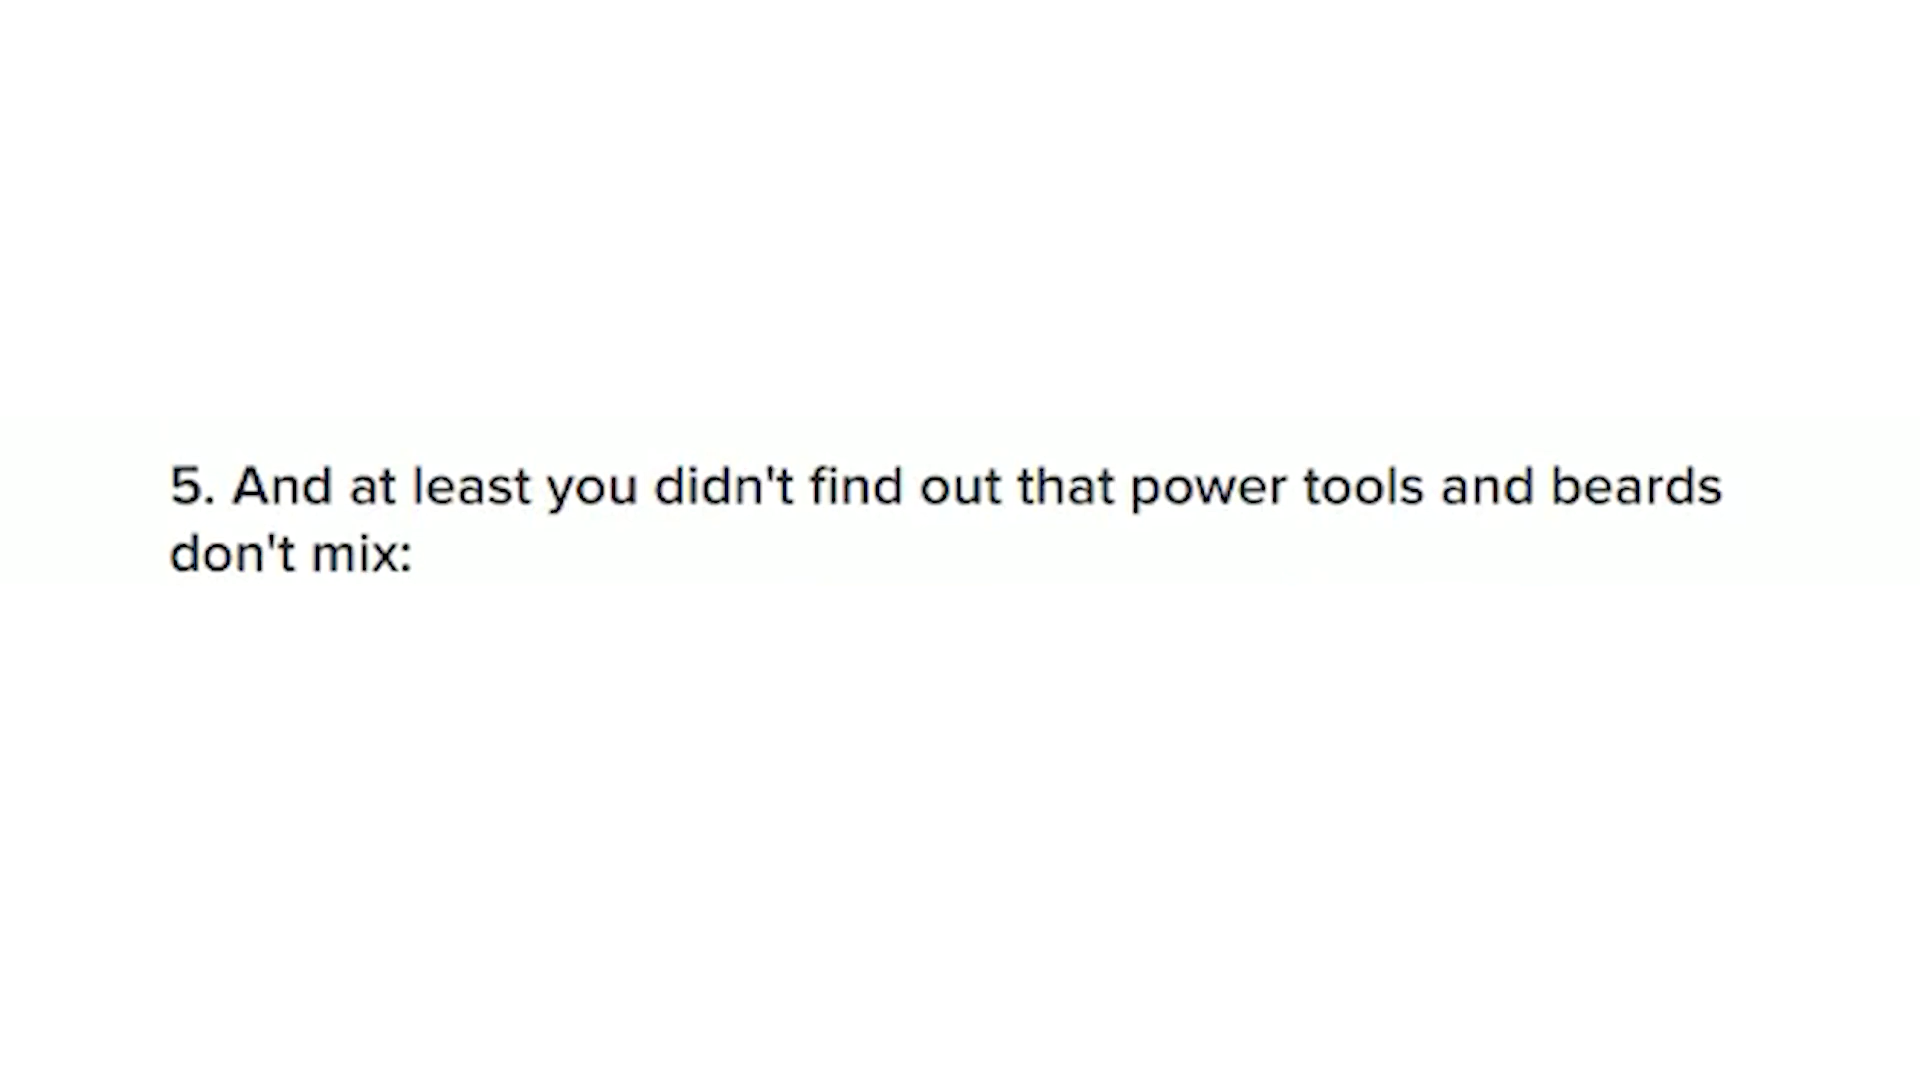 5. And at least you didn't find out that power tools and beards
don't mix: